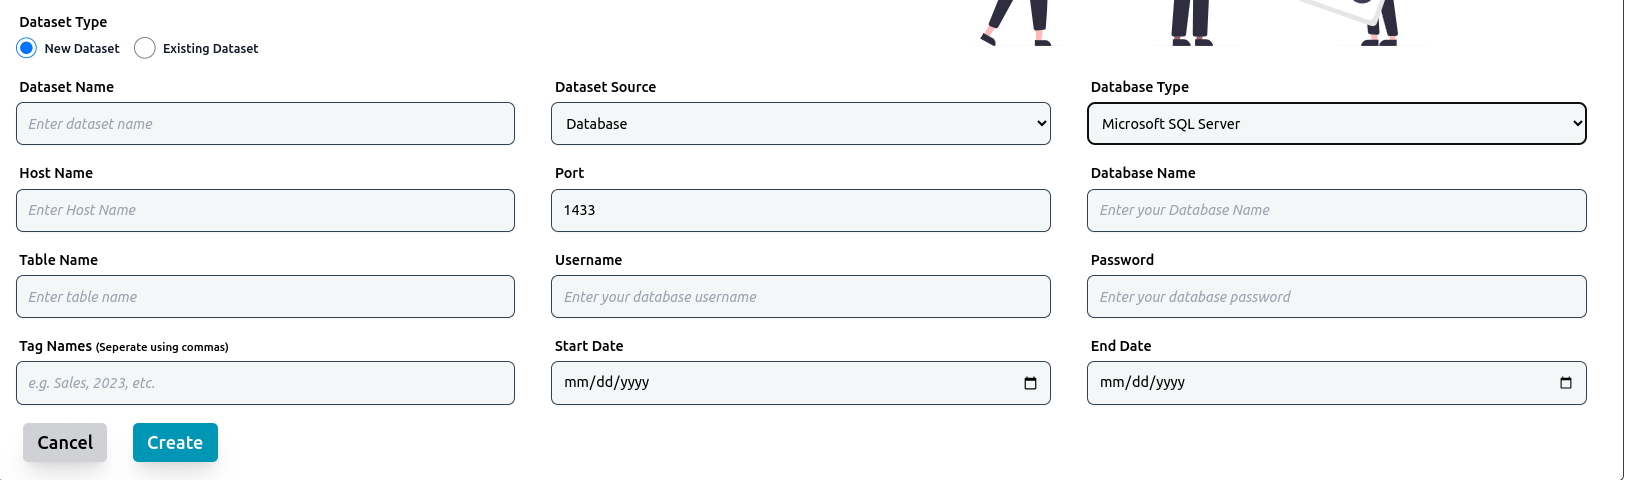 Dataset Type
New Dataset Existing Dataset
Dataset Name Dataset Source Database Type
Enter dataset name Database Microsoft SQL Server
Host Name Port Database Name
Enter Host Name 1433 Enter your Database Name
Table Name Username Password
Enter table name Enter your database username Enter your database password
Tag Names (Seperate using commas) Start Date End Date
e.g. Sales, 2023, etc. mm/dd/yyyy mm/dd/yyyy
Cancel Create